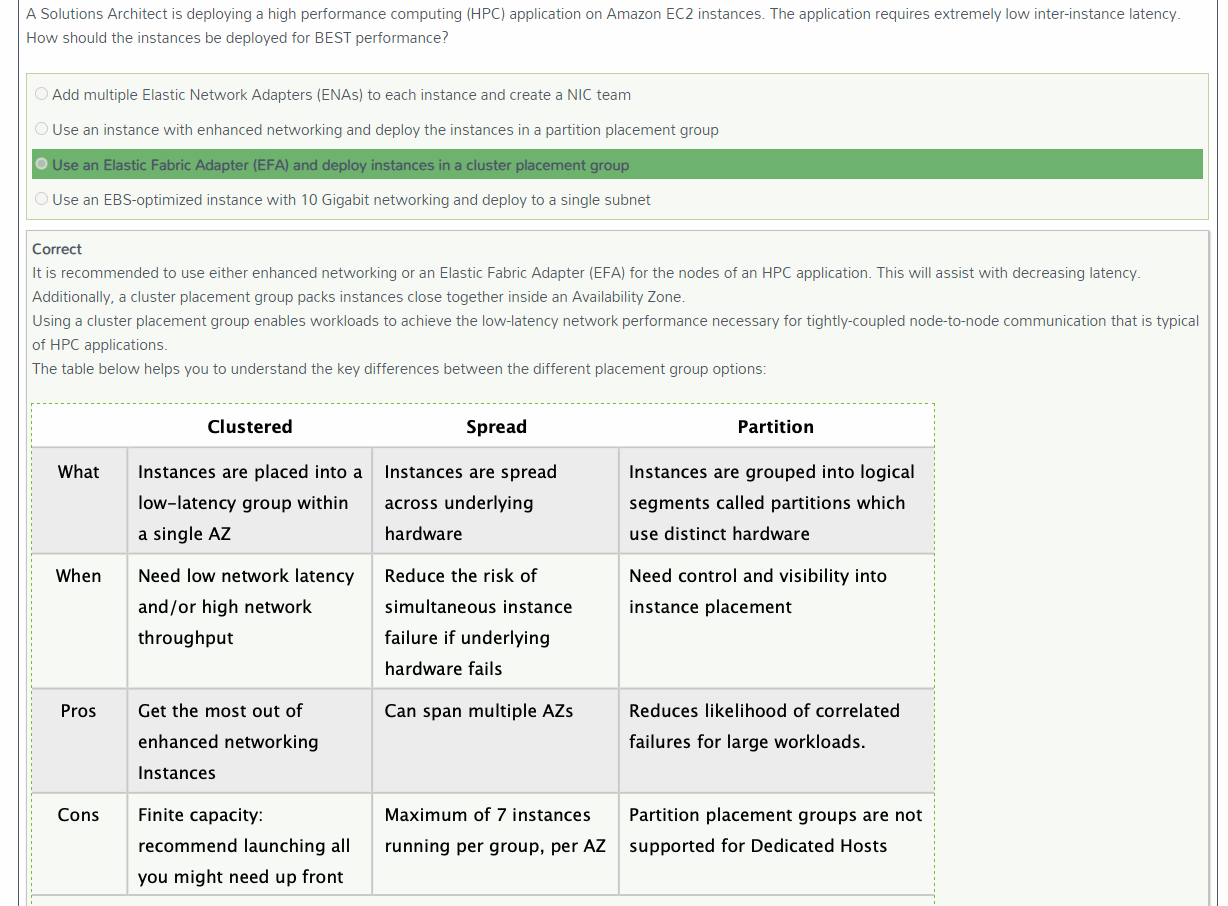 A Solutions Architect is deploying a high performance computing (HPC) application on Amazon EC2 instances. The application requires extremely low inter-instance latency.
How should the instances be deployed for BEST performance?
Add multiple Elastic Network Adapters (ENAs) to each instance and create a NIC team
Use an instance with enhanced networking and deploy the instances in a partition placement group
Use an Elastic Fabric Adapter (EFA) and deploy instances in a cluster placement group
Use an EBS-optimized instance with 10 Gigabit networking and deploy to a single subnet
Correct
It is recommended to use either enhanced networking or an Elastic Fabric Adapter (EFA) for the nodes of an HPC application. This will assist with decreasing latency.
Additionally, a cluster placement group packs instances close together inside an Availability Zone.
Using a cluster placement group enables workloads to achieve the low-latency network performance necessary for tightly-coupled node-to-node communication that is typical
of HPC applications.
The table below helps you to understand the key differences between the different placement group options:
Clustered Spread Partition
What Instances are placed into a Instances are spread Instances are grouped into logical
low-latency group within across underlying segments called partitions which
a single AZ hardware use distinct hardware
When Need low network latency Reduce the risk of Need control and visibility into
and/or high network simultaneous instance instance placement
throughput failure if underlying
hardware fails
Pros Get the most out of Can span multiple AZs Reduces likelihood of correlated
enhanced networking failures for large workloads.
Instances
Cons Finite capacity: Maximum of 7 instances Partition placement groups are not
recommend launching all running per group, per AZ supported for Dedicated Hosts
you might need up front